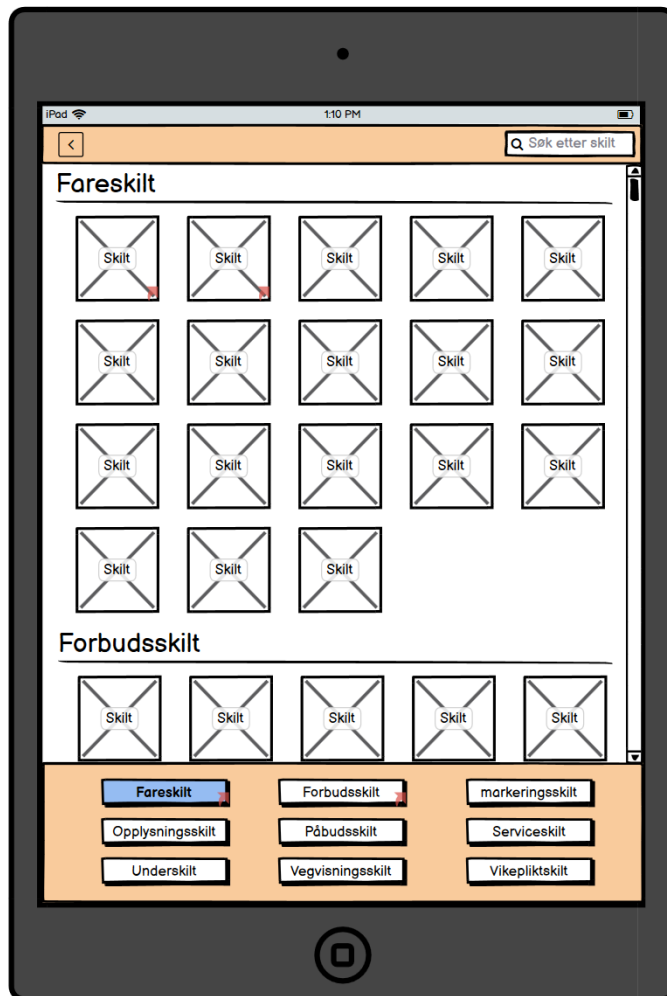 iPad 1:10 PM
< Søk etter skilt
Fareskilt
Skilt Skilt Skilt Skilt Skilt
Skilt Skilt Skilt Skilt Skilt
Skilt Skilt Skilt Skilt Skilt
Skilt Skilt Skilt
Forbudsskilt
Skilt Skilt Skilt Skilt Skilt
Fareskilt Forbudsskilt markeringsskilt
Opplysningsskilt Påbudsskilt Serviceskilt
Underskilt Vegvisningsskilt Vikepliktskilt